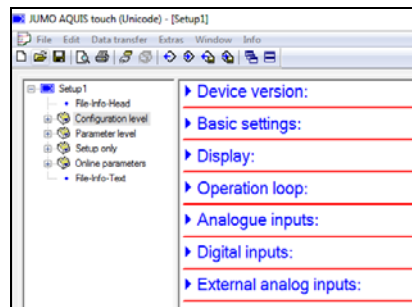 JUMO AQUIS touch (Unicode) - [Setup1]
File Edit Data transfer Extras Window Info
Setup1
File-Info-Head
Configuration level
Parameter level
Setup only
Online parameters
File-Info-Text
Device version:
Basic settings:
Display:
Operation loop:
Analogue inputs:
Digital inputs:
External analog inputs: